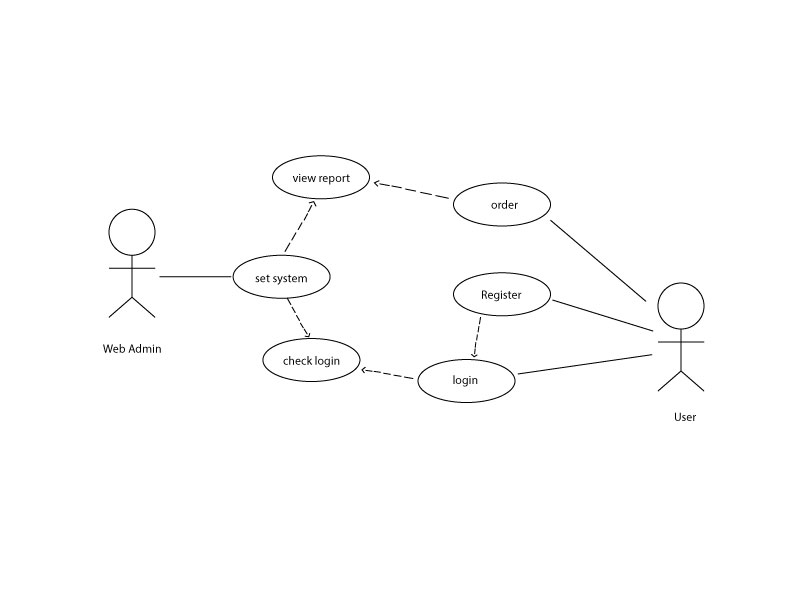 view report
order
set system
Register
Web Admin
check login
login
User